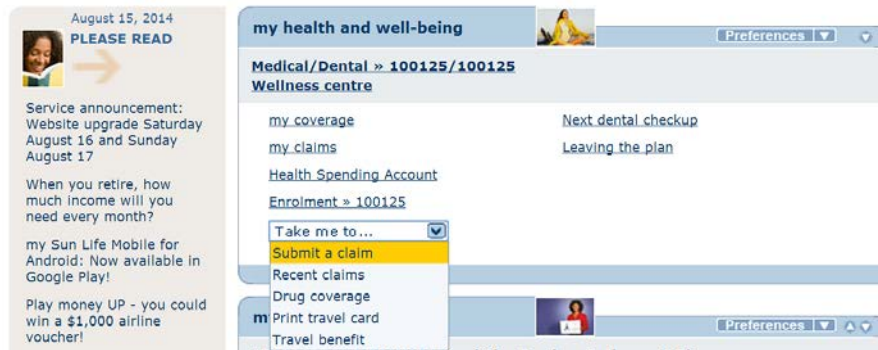 August 15, 2014
PLEASE READ
Service announcement:
Website upgrade Saturday
August 16 and Sunday
August 17
When you retire, how
much income will you
need every month?
my Sun Life Mobile for
Android: Now available in
Google Play!
Play money UP - you could
win a $1,000 airline
voucher!
my health and well-being
Preferences
Medical/Dental » 100125/100125
Wellness centre
my coverage
Next dental checkup
my claims
Leaving the plan
Health Spending Account
Enrolment » 100125
Take me to...
Submit a claim
Recent claims
Drug coverage
Print travel card
Travel benefit
Preferences